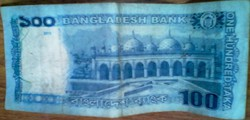 ১০০
BANGLADESH BANK
ONE HUNDRED TAKA
100